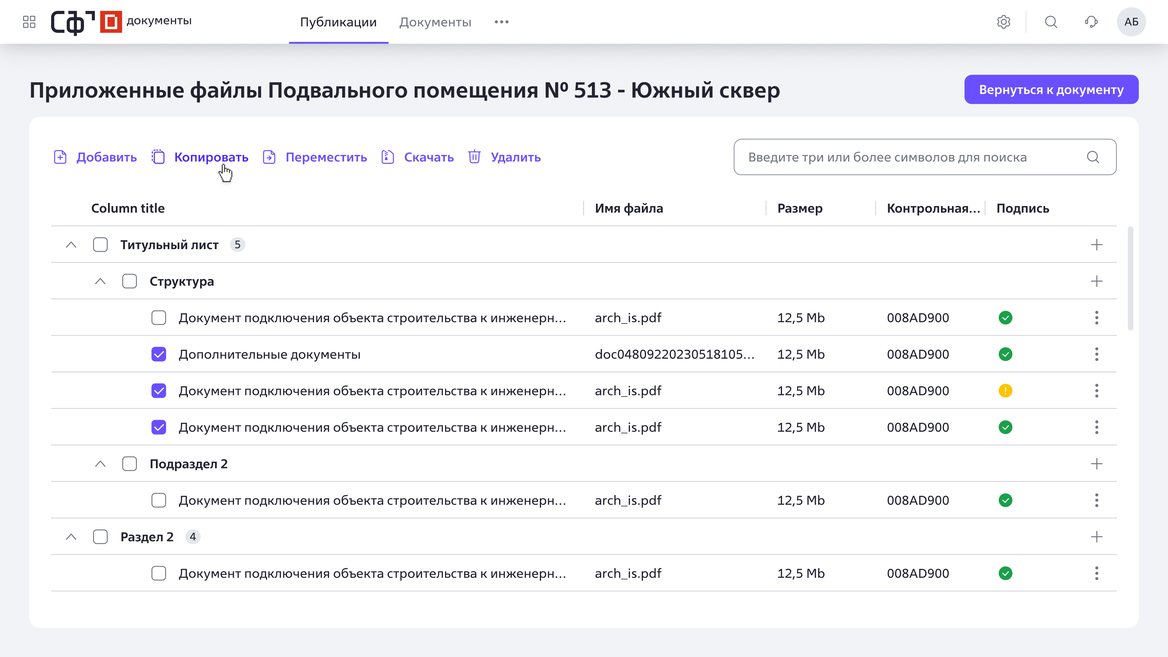 СФ Д документы
Публикации Документы
АБ
Приложенные файлы Подвального помещения № 513 - Южный сквер
Вернуться к документу
Добавить Копировать Переместить Скачать Удалить
Введите три или более символов для поиска
Column title Имя файла Размер Контрольная... Подпись
Титульный лист 5
Структура
Документ подключения объекта строительства к инженерн... arch_is.pdf 12,5 Mb 008AD900
Дополнительные документы doc04809220230518105... 12,5 Mb 008AD900
Документ подключения объекта строительства к инженерн... arch_is.pdf 12,5 Mb 008AD900
Документ подключения объекта строительства к инженерн... arch_is.pdf 12,5 Mb 008AD900
Подраздел 2
Документ подключения объекта строительства к инженерн... arch_is.pdf 12,5 Mb 008AD900
Раздел 2 4
Документ подключения объекта строительства к инженерн... arch_is.pdf 12,5 Mb 008AD900